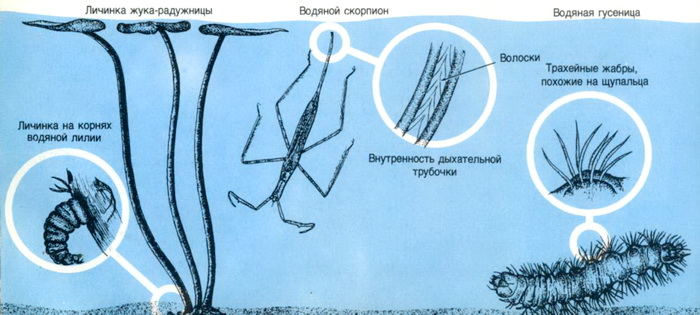 Личинка жука-радужницы
Личинка на корнях
водяной лилии
Водяной скорпион
Волоски
Внутренность дыхательной
трубочки
Водяная гусеница
Трахейные жабры,
похожие на щупальца